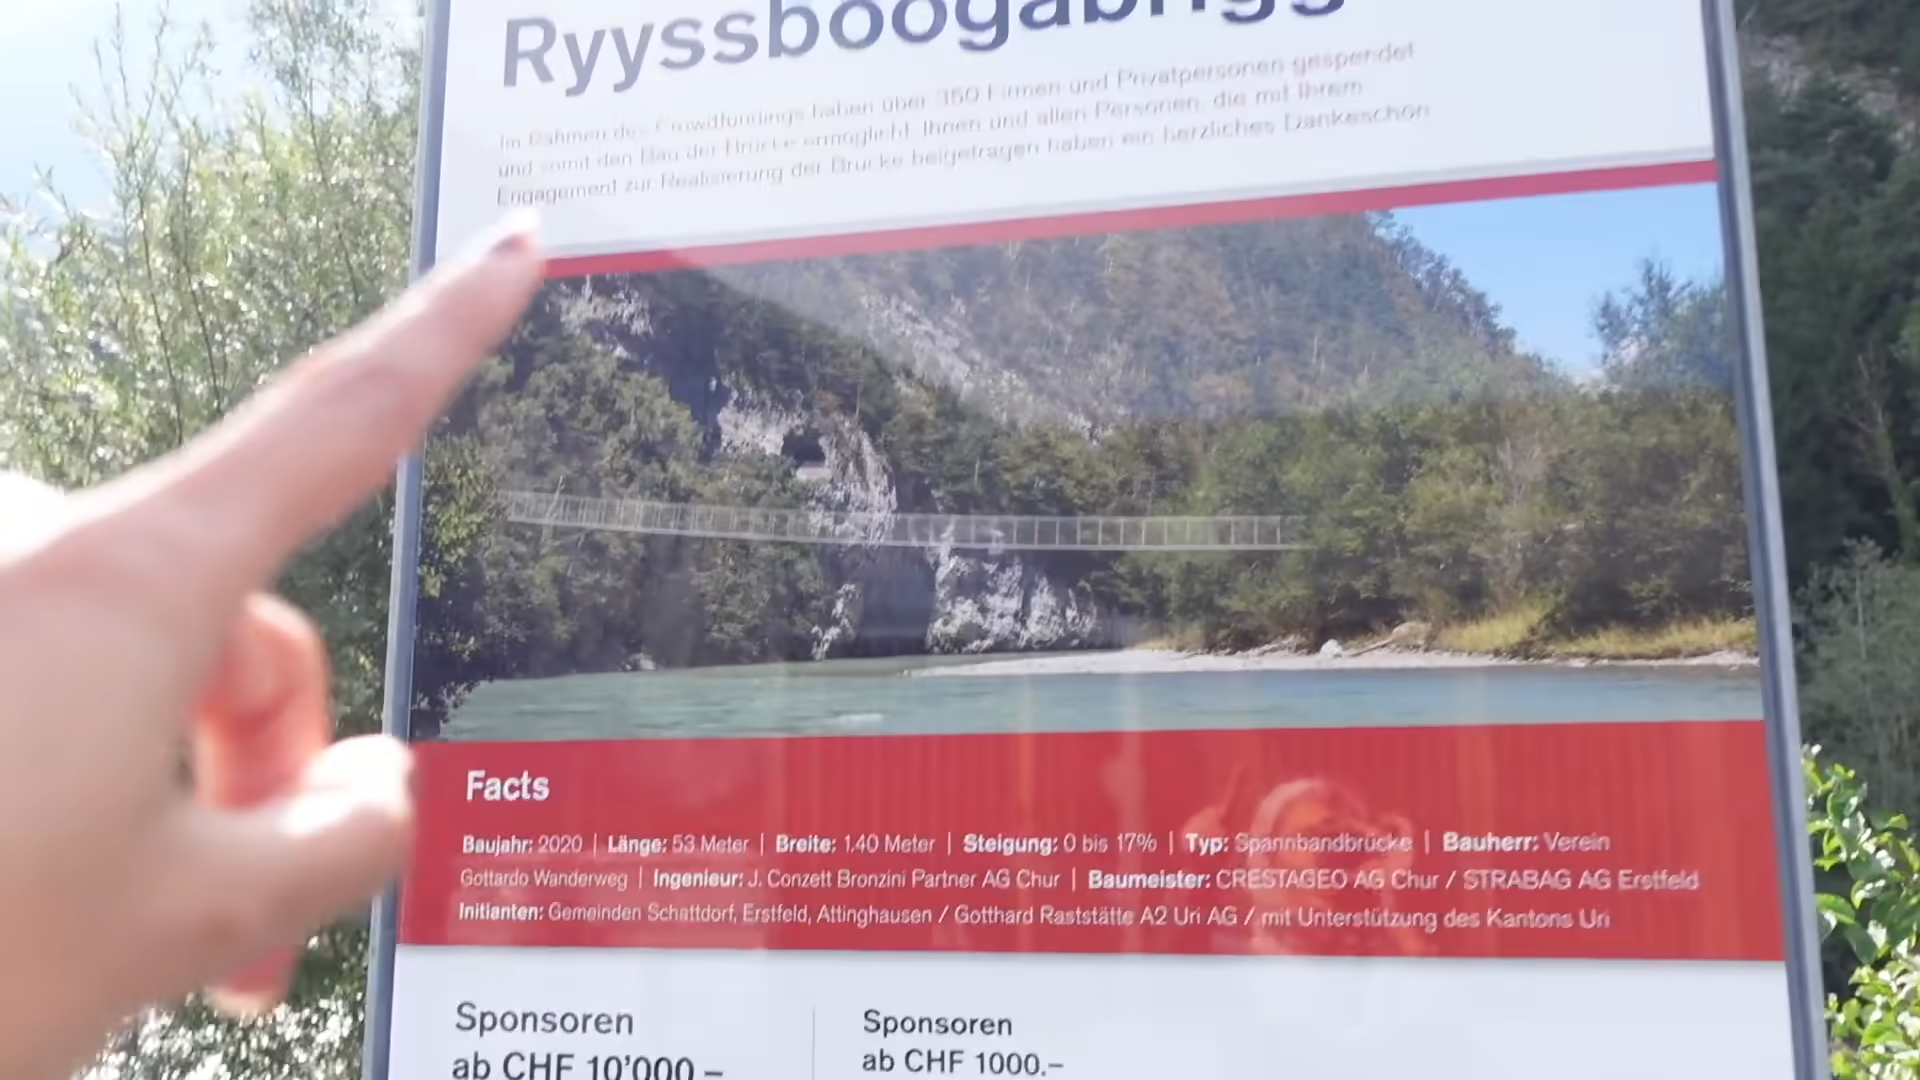 Ryyssboogäbrigg
Im Rahmen des Crowdfundings haben über 350 Firmen und Privatpersonen gespendet
und somit den Bau der Brücke ermöglicht. Ihnen und allen Personen, die mit Ihrem
Engagement zur Realisierung der Brücke beigetragen haben ein herzliches Dankeschön
Facts
Baujahr: 2020 | Länge: 53 Meter | Breite: 1.40 Meter | Steigung: 0 bis 17% | Typ: Spannbandbrücke | Bauherr: Verein
Gottardo Wanderweg | Ingenieur: J. Conzett Bronzini Partner AG Chur | Baumeister: CRESTAGEO AG Chur / STRABAG AG Erstfeld
Initianten: Gemeinden Schattdorf, Erstfeld, Attinghausen / Gotthard Raststätte A2 Uri AG / mit Unterstützung des Kantons Uri
Sponsoren
ab CHF 10'000.–
Sponsoren
ab CHF 1000.–